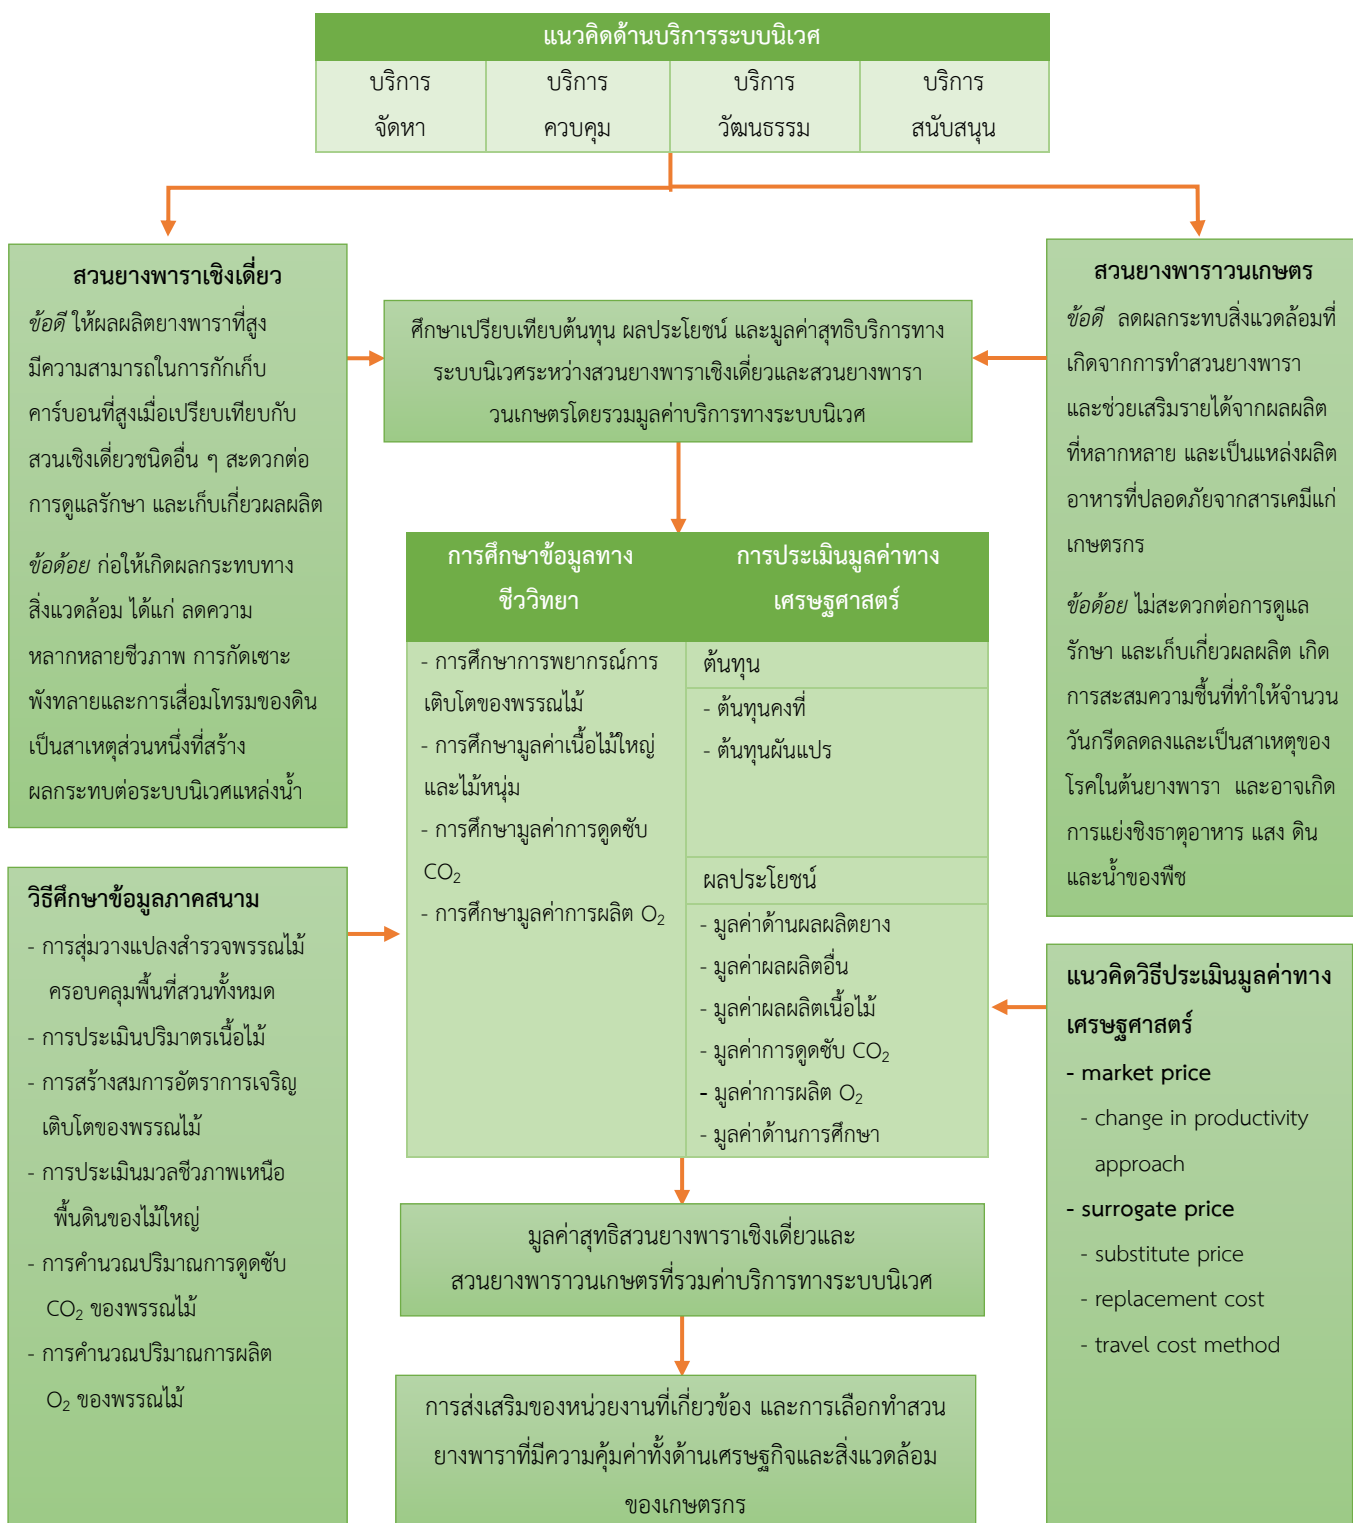 แนวคิดด้านบริการระบบนิเวศ
บริการ
จัดหา
บริการ
ควบคุม
บริการ
วัฒนธรรม
บริการ
สนับสนุน
สวนยางพาราเชิงเดี่ยว
ข้อดี ให้ผลผลิตยางพาราที่สูง
มีความสามารถในการกักเก็บ
คาร์บอนที่สูงเมื่อเปรียบเทียบกับ
สวนเชิงเดี่ยวชนิดอื่น ๆ สะดวกต่อ
การดูแลรักษา และเก็บเกี่ยวผลผลิต
ข้อด้อย ก่อให้เกิดผลกระทบทาง
สิ่งแวดล้อม ได้แก่ ลดความ
หลากหลายชีวภาพ การกัดเซาะ
พังทลายและการเสื่อมโทรมของดิน
เป็นสาเหตุส่วนหนึ่งที่สร้าง
ผลกระทบต่อระบบนิเวศแหล่งน้ำ
ศึกษาเปรียบเทียบต้นทุน ผลประโยชน์ และมูลค่าสุทธิบริการทาง
ระบบนิเวศระหว่างสวนยางพาราเชิงเดี่ยวและสวนยางพารา
วนเกษตรโดยรวมมูลค่าบริการทางระบบนิเวศ
สวนยางพาราวนเกษตร
ข้อดี ลดผลกระทบสิ่งแวดล้อมที่
เกิดจากการทำสวนยางพารา
และช่วยเสริมรายได้จากผลผลิต
ที่หลากหลาย และเป็นแหล่งผลิต
อาหารที่ปลอดภัยจากสารเคมีแก่
เกษตรกร
ข้อด้อย ไม่สะดวกต่อการดูแล
รักษา และเก็บเกี่ยวผลผลิต เกิด
การสะสมความชื้นที่ทำให้จำนวน
วันกรีดลดลงและเป็นสาเหตุของ
โรคในต้นยางพารา และอาจเกิด
การแย่งชิงธาตุอาหาร แสง ดิน
และน้ำของพืช
การศึกษาข้อมูลทาง
ชีววิทยา
- การศึกษาการพยากรณ์การ
เติบโตของพรรณไม้
- การศึกษามูลค่าเนื้อไม้ใหญ่
และไม้หนุ่ม
- การศึกษามูลค่าการดูดซับ
CO₂
- การศึกษามูลค่าการผลิต O₂
การประเมินมูลค่าทาง
เศรษฐศาสตร์
ต้นทุน
- ต้นทุนคงที่
- ต้นทุนผันแปร
ผลประโยชน์
- มูลค่าด้านผลผลิตยาง
- มูลค่าผลผลิตอื่น
- มูลค่าผลผลิตเนื้อไม้
- มูลค่าการดูดซับ CO₂
- มูลค่าการผลิต O₂
- มูลค่าด้านการศึกษา
วิธีศึกษาข้อมูลภาคสนาม
- การสุ่มวางแปลงสำรวจพรรณไม้
ครอบคลุมพื้นที่สวนทั้งหมด
- การประเมินปริมาตรเนื้อไม้
- การสร้างสมการอัตราการเจริญ
เติบโตของพรรณไม้
- การประเมินมวลชีวภาพเหนือ
พื้นดินของไม้ใหญ่
- การคำนวณปริมาณการดูดซับ
CO₂ ของพรรณไม้
- การคำนวณปริมาณการผลิต
O₂ ของพรรณไม้
แนวคิดวิธีประเมินมูลค่าทาง
เศรษฐศาสตร์
- market price
- change in productivity
approach
- surrogate price
- substitute price
- replacement cost
- travel cost method
มูลค่าสุทธิสวนยางพาราเชิงเดี่ยวและ
สวนยางพาราวนเกษตรที่รวมค่าบริการทางระบบนิเวศ
การส่งเสริมของหน่วยงานที่เกี่ยวข้อง และการเลือกทำสวน
ยางพาราที่มีความคุ้มค่าทั้งด้านเศรษฐกิจและสิ่งแวดล้อม
ของเกษตรกร